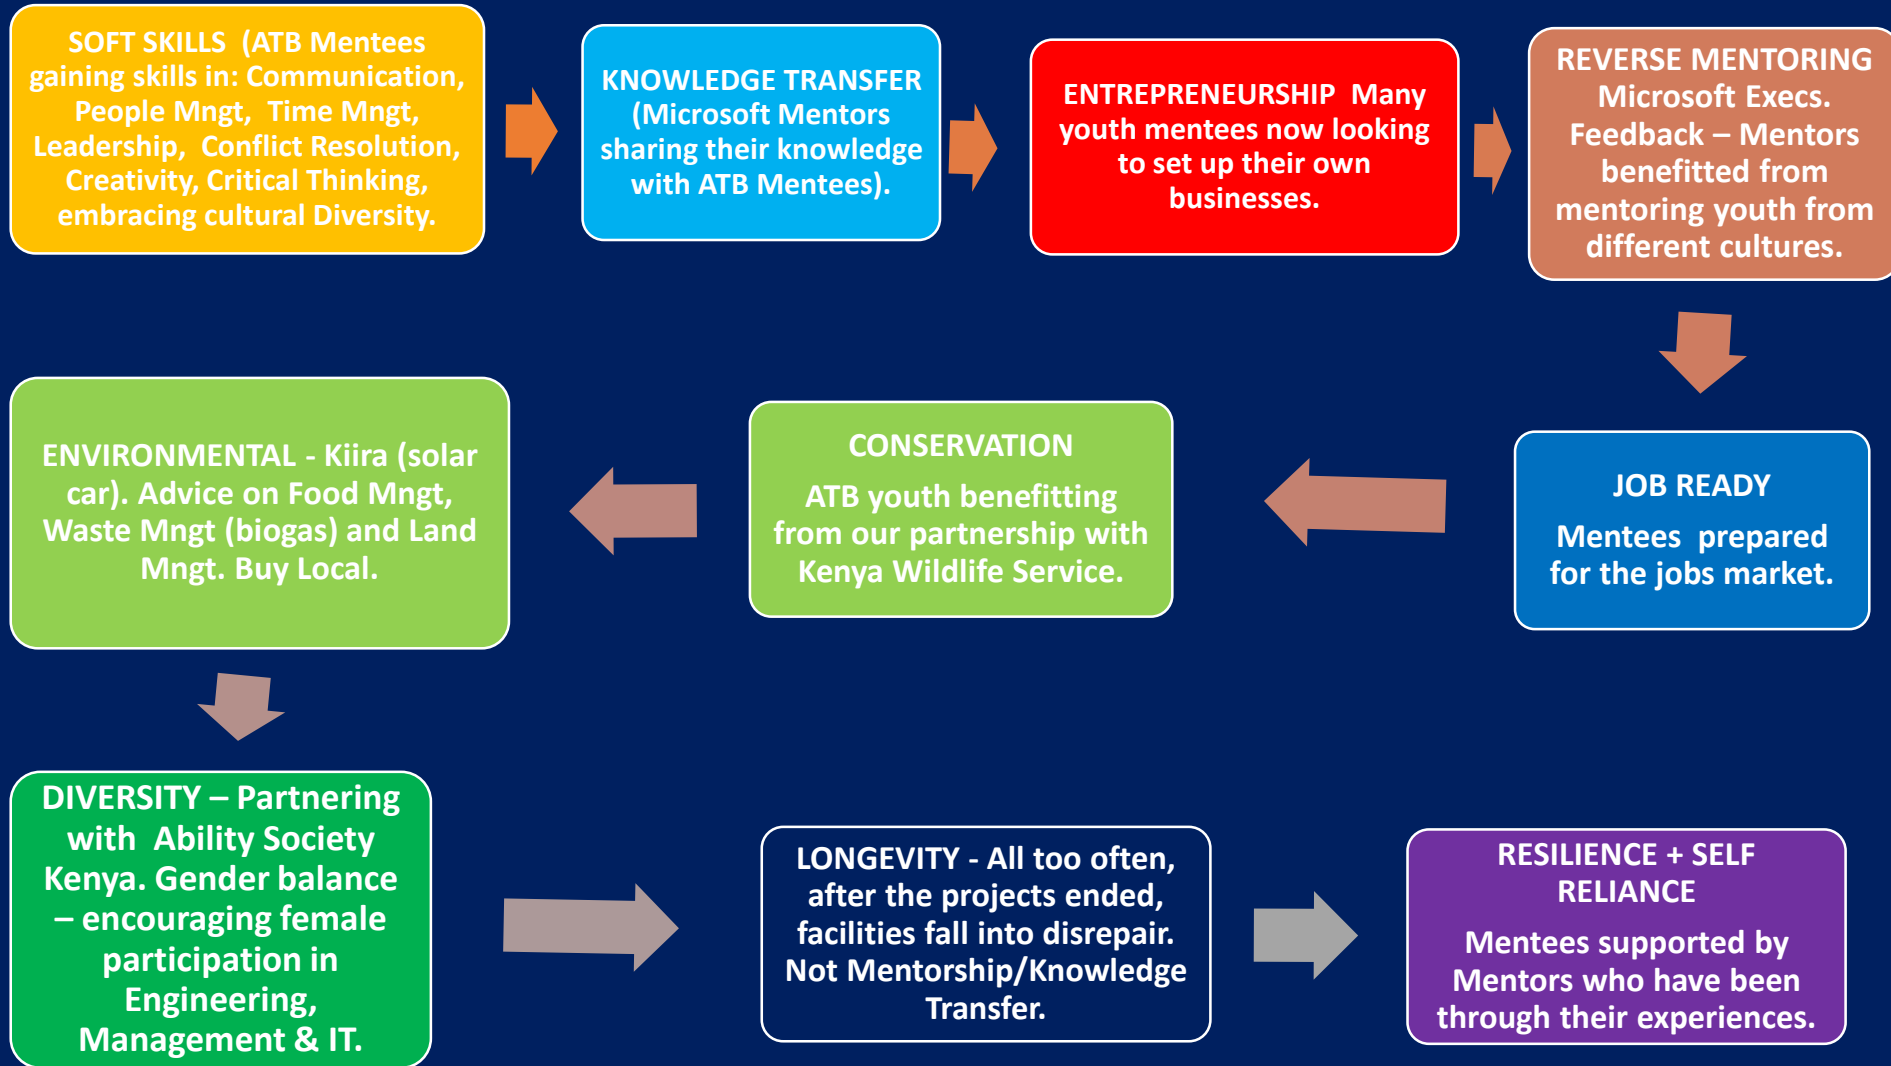 SOFT SKILLS (ATB Mentees
gaining skills in: Communication,
People Mngt, Time Mngt,
Leadership, Conflict Resolution,
Creativity, Critical Thinking,
embracing cultural Diversity.
KNOWLEDGE TRANSFER
(Microsoft Mentors
sharing their knowledge
with ATB Mentees).
ENTREPRENEURSHIP Many
youth mentees now looking
to set up their own
businesses.
REVERSE MENTORING
Microsoft Execs.
Feedback – Mentors
benefitted from
mentoring youth from
different cultures.
JOB READY
Mentees prepared
for the jobs market.
CONSERVATION
ATB youth benefitting
from our partnership with
Kenya Wildlife Service.
ENVIRONMENTAL - Kiira (solar
car). Advice on Food Mngt,
Waste Mngt (biogas) and Land
Mngt. Buy Local.
DIVERSITY – Partnering
with Ability Society
Kenya. Gender balance
– encouraging female
participation in
Engineering,
Management & IT.
LONGEVITY - All too often,
after the projects ended,
facilities fall into disrepair.
Not Mentorship/Knowledge
Transfer.
RESILIENCE + SELF
RELIANCE
Mentees supported by
Mentors who have been
through their experiences.